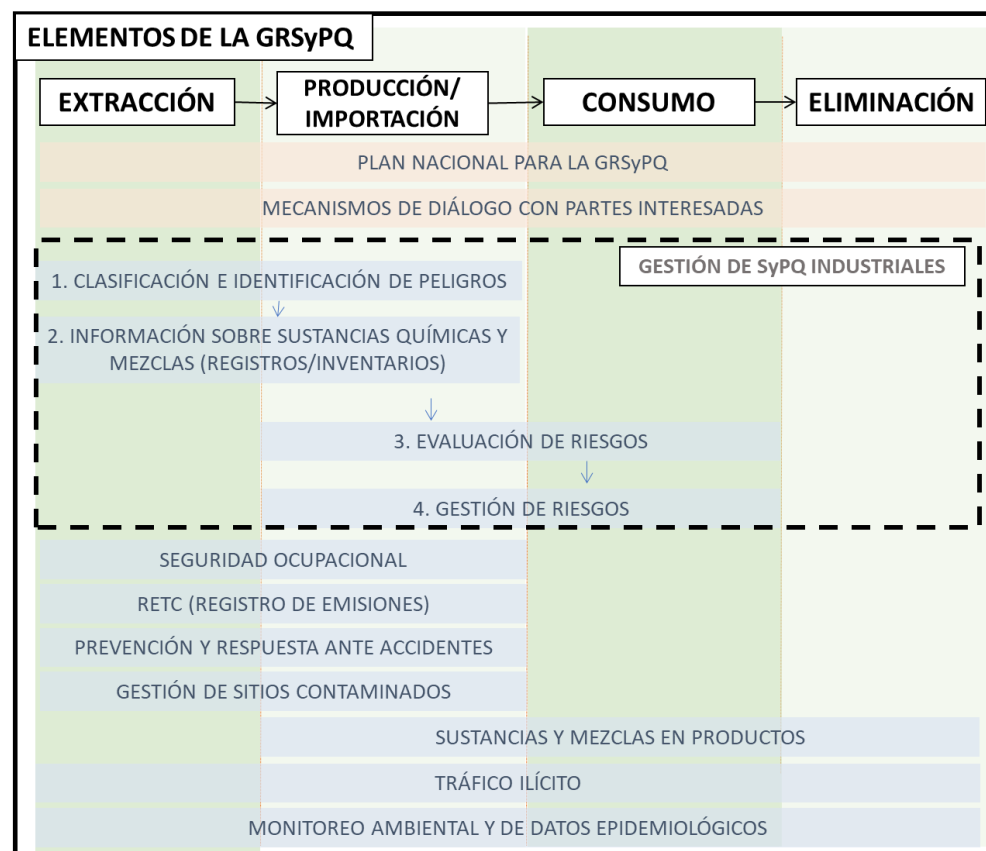 ELEMENTOS DE LA GRSyPQ
EXTRACCIÓN
PRODUCCIÓN/
IMPORTACIÓN
CONSUMO
ELIMINACIÓN
PLAN NACIONAL PARA LA GRSyPQ
MECANISMOS DE DIÁLOGO CON PARTES INTERESADAS
GESTIÓN DE SyPQ INDUSTRIALES
1. CLASIFICACIÓN E IDENTIFICACIÓN DE PELIGROS
2. INFORMACIÓN SOBRE SUSTANCIAS QUÍMICAS Y
MEZCLAS (REGISTROS/INVENTARIOS)
3. EVALUACIÓN DE RIESGOS
4. GESTIÓN DE RIESGOS
SEGURIDAD OCUPACIONAL
RETC (REGISTRO DE EMISIONES)
PREVENCIÓN Y RESPUESTA ANTE ACCIDENTES
GESTIÓN DE SITIOS CONTAMINADOS
SUSTANCIAS Y MEZCLAS EN PRODUCTOS
TRÁFICO ILÍCITO
MONITOREO AMBIENTAL Y DE DATOS EPIDEMIOLÓGICOS